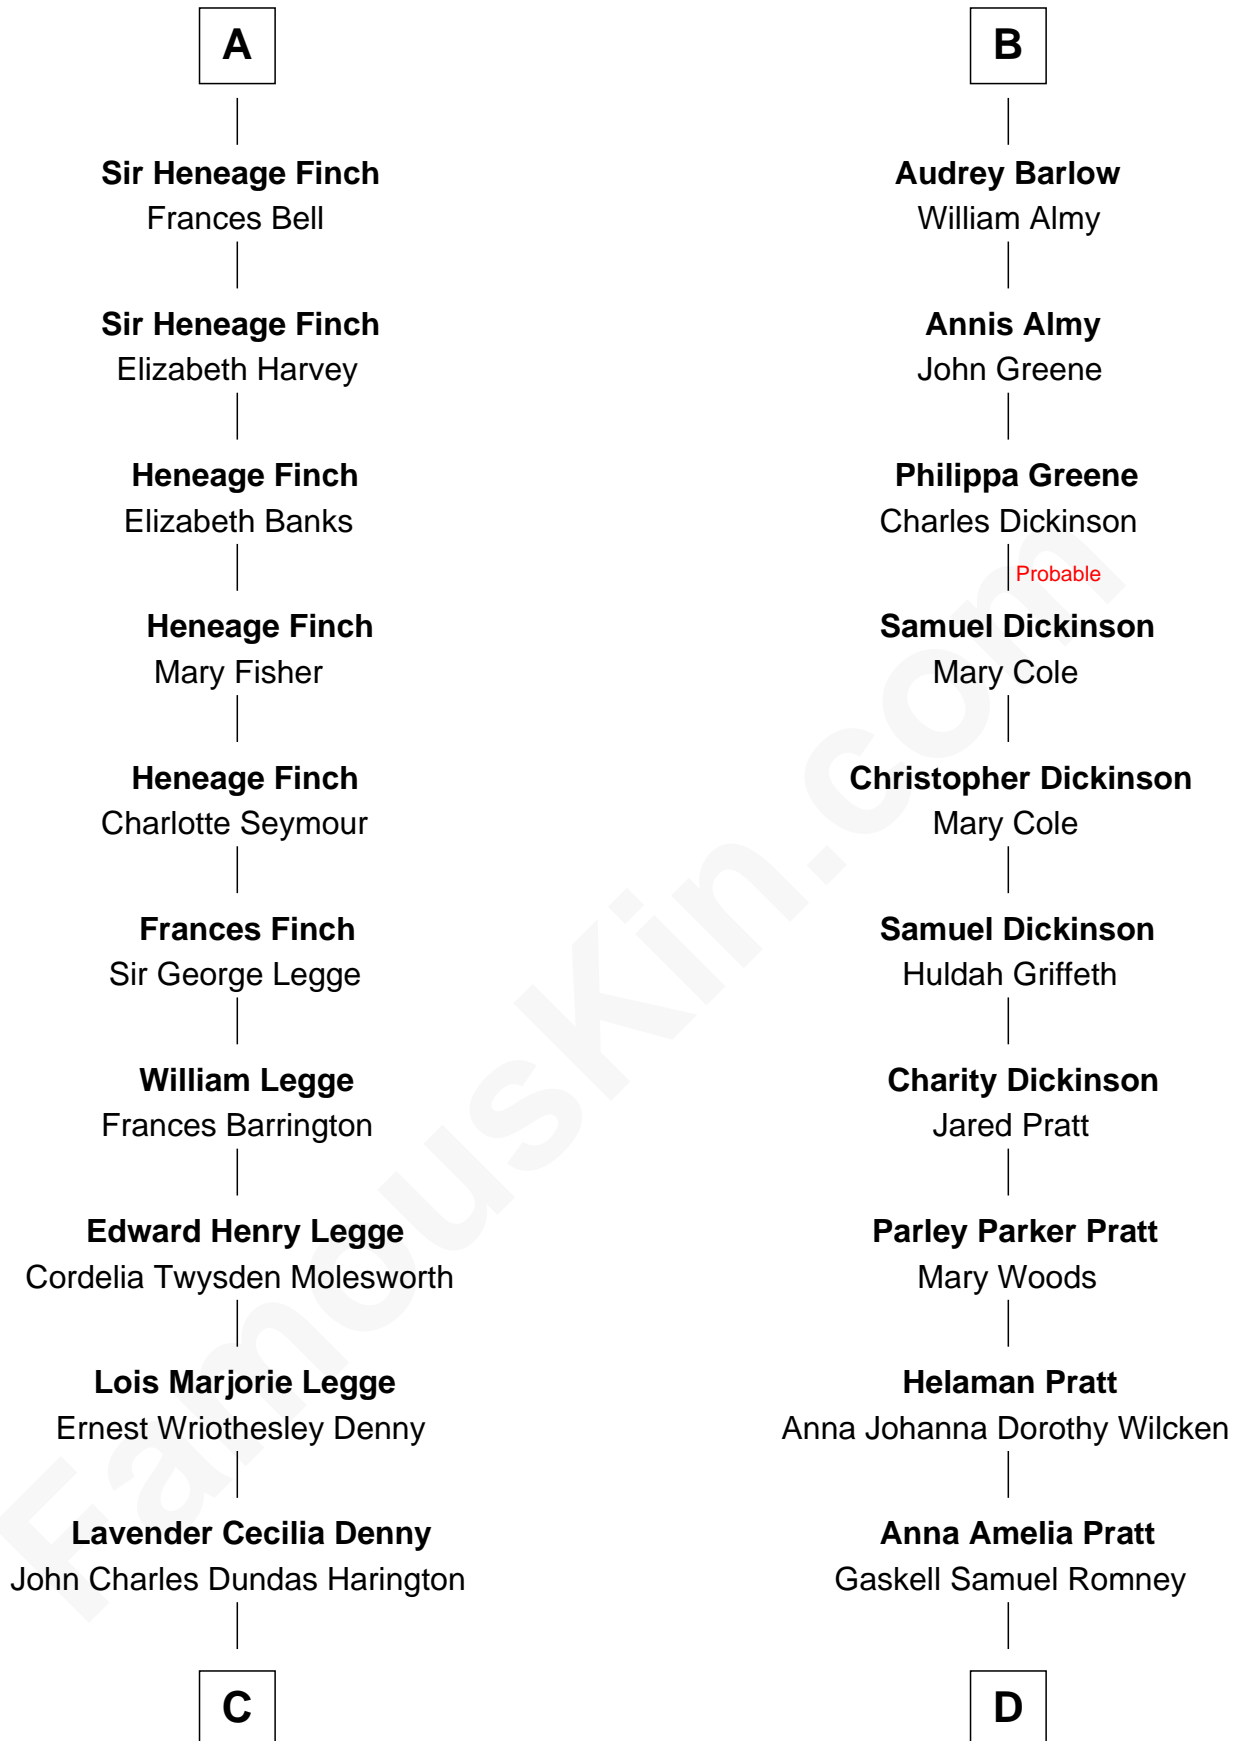 A
Sir Heneage Finch
Frances Bell
Sir Heneage Finch
Elizabeth Harvey
Heneage Finch
Elizabeth Banks
Heneage Finch
Mary Fisher
Heneage Finch
Charlotte Seymour
Frances Finch
Sir George Legge
William Legge
Frances Barrington
Edward Henry Legge
Cordelia Twysden Molesworth
Lois Marjorie Legge
Ernest Wriothesley Denny
Lavender Cecilia Denny
John Charles Dundas Harington
C
B
Audrey Barlow
William Almy
Annis Almy
John Greene
Philippa Greene
Charles Dickinson
Probable
Samuel Dickinson
Mary Cole
Christopher Dickinson
Mary Cole
Samuel Dickinson
Huldah Griffeth
Charity Dickinson
Jared Pratt
Parley Parker Pratt
Mary Woods
Helaman Pratt
Anna Johanna Dorothy Wilcken
Anna Amelia Pratt
Gaskell Samuel Romney
D
FamousKin.com